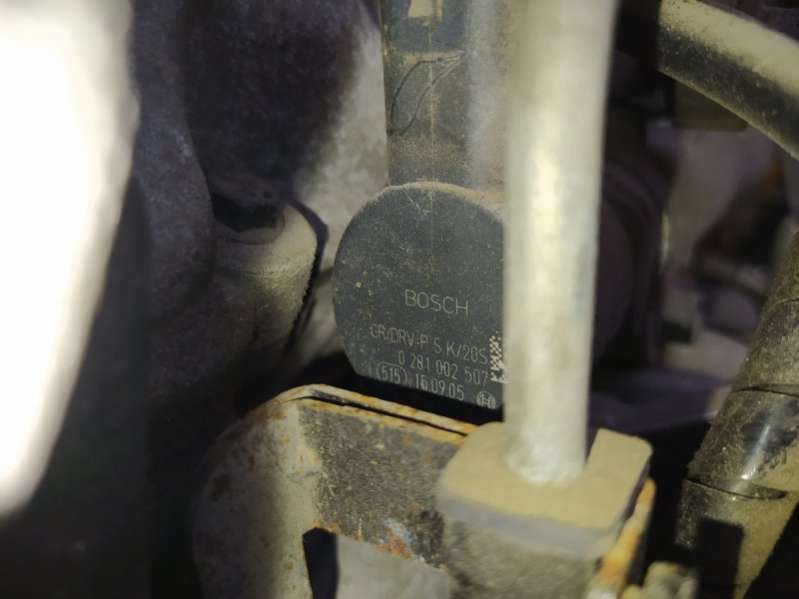 BOSCH
CR/DRV-P S K/20S
0 281 002 507
515 16.09.05